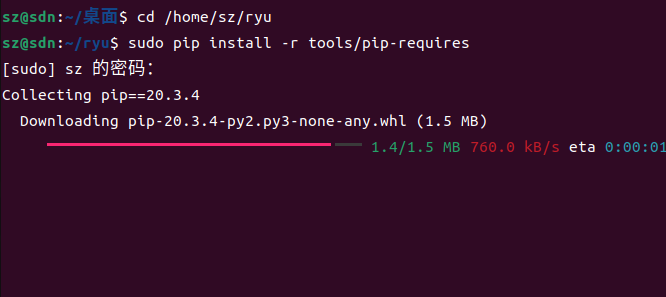 sz@sdn:~/桌面$ cd /home/sz/ryu
sz@sdn:~/ryu$ sudo pip install -r tools/pip-requires
[sudo] sz 的密码：
Collecting pip==20.3.4
  Downloading pip-20.3.4-py2.py3-none-any.whl (1.5 MB)
1.4/1.5 MB 760.0 kB/s eta 0:00:01